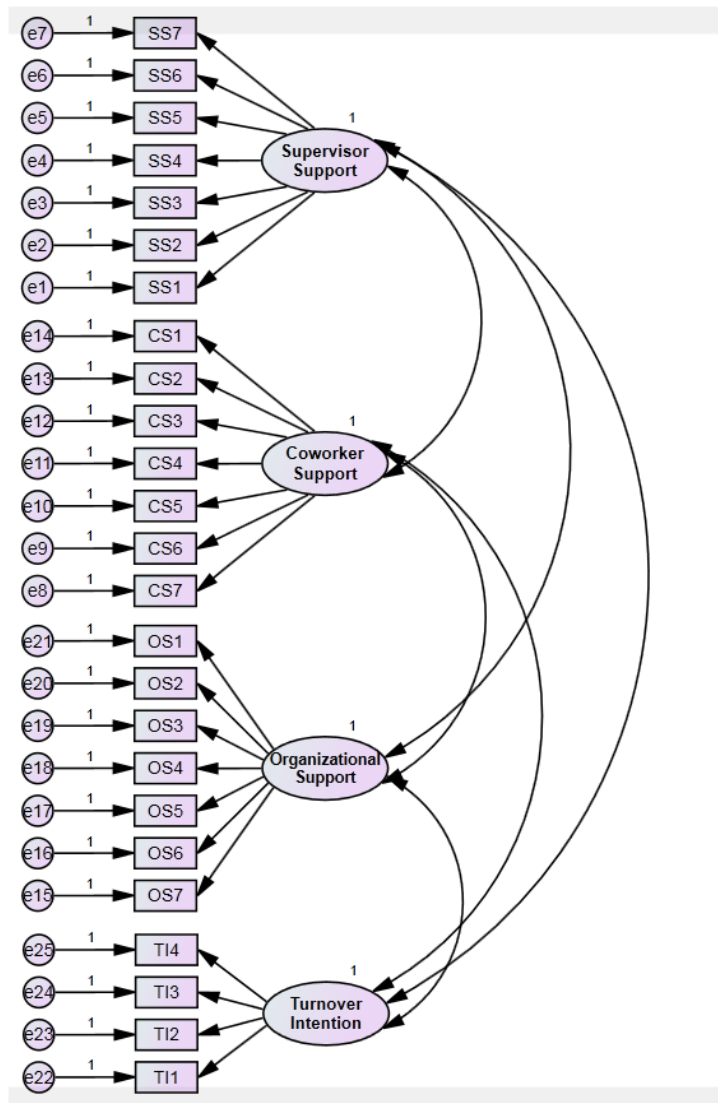 e7 1 SS7
e6 1 SS6
e5 1 SS5
1
e4 1 SS4
Supervisor
Support
e3 1 SS3
e2 1 SS2
e1 1 SS1
e14 1 CS1
e13 1 CS2
e12 1 CS3
1
e11 1 CS4
Coworker
Support
e10 1 CS5
e9 1 CS6
e8 1 CS7
e21 1 OS1
e20 1 OS2
e19 1 OS3
1
e18 1 OS4
Organizational
Support
e17 1 OS5
e16 1 OS6
e15 1 OS7
e25 1 TI4
1
e24 1 TI3
Turnover
Intention
e23 1 TI2
e22 1 TI1